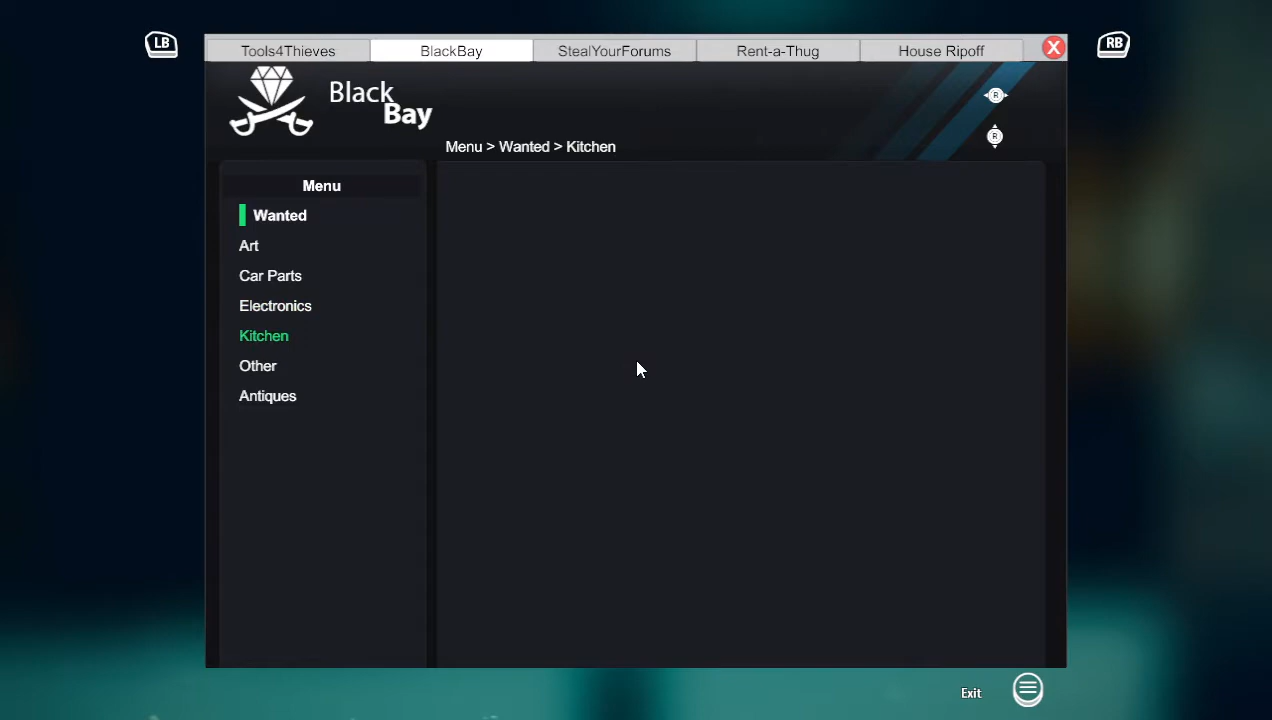 LB
Tools4Thieves
BlackBay
StealYourForums
Rent-a-Thug
House Ripoff
X
RB
Black
Bay
R
R
Menu > Wanted > Kitchen
Menu
Wanted
Art
Car Parts
Electronics
Kitchen
Other
Antiques
Exit